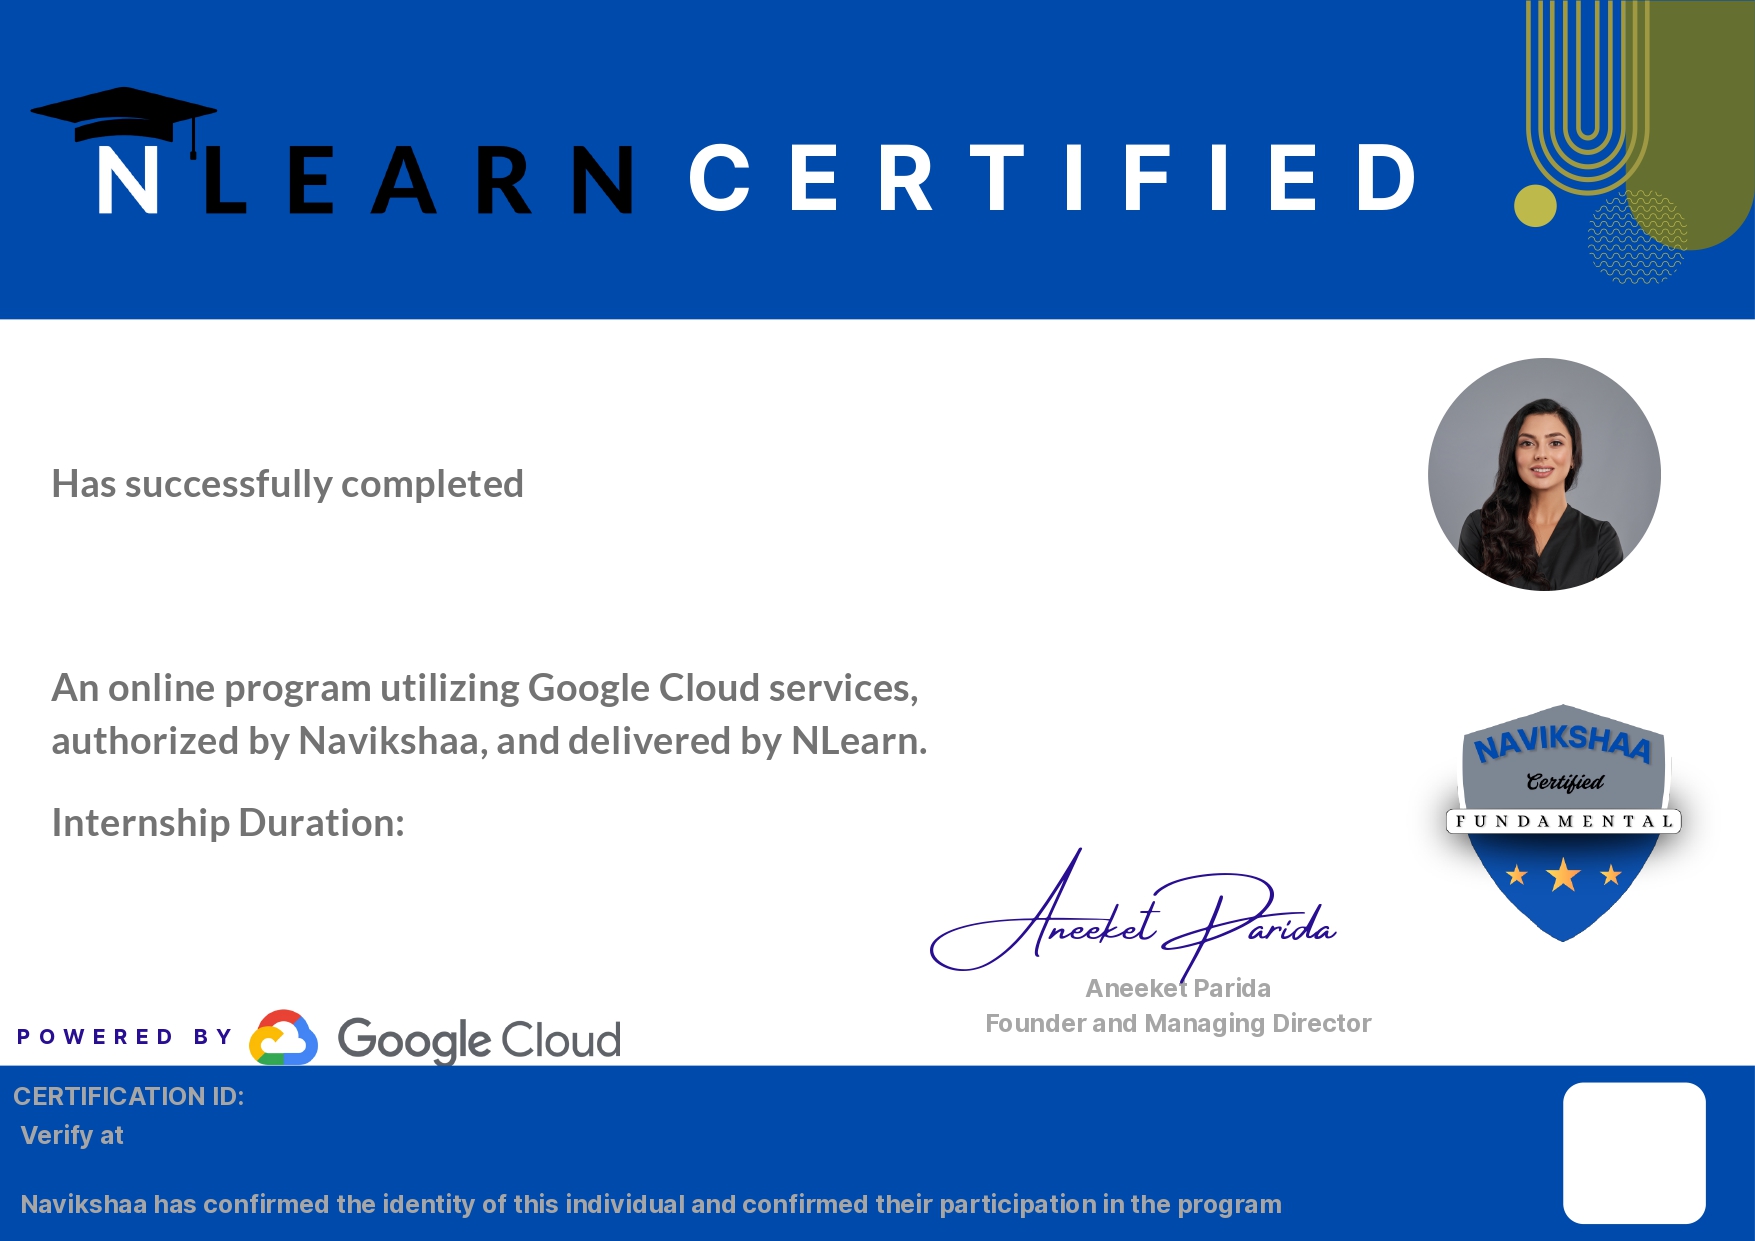 NLEARN CERTIFIED
Has successfully completed
An online program utilizing Google Cloud services,
authorized by Navikshaa, and delivered by NLearn.
Internship Duration:
NAVIKSHAA
Certified
FUNDAMENTAL
Aneeket Parida
Aneeket Parida
Founder and Managing Director
POWERED BY Google Cloud
CERTIFICATION ID:
Verify at
Navikshaa has confirmed the identity of this individual and confirmed their participation in the program